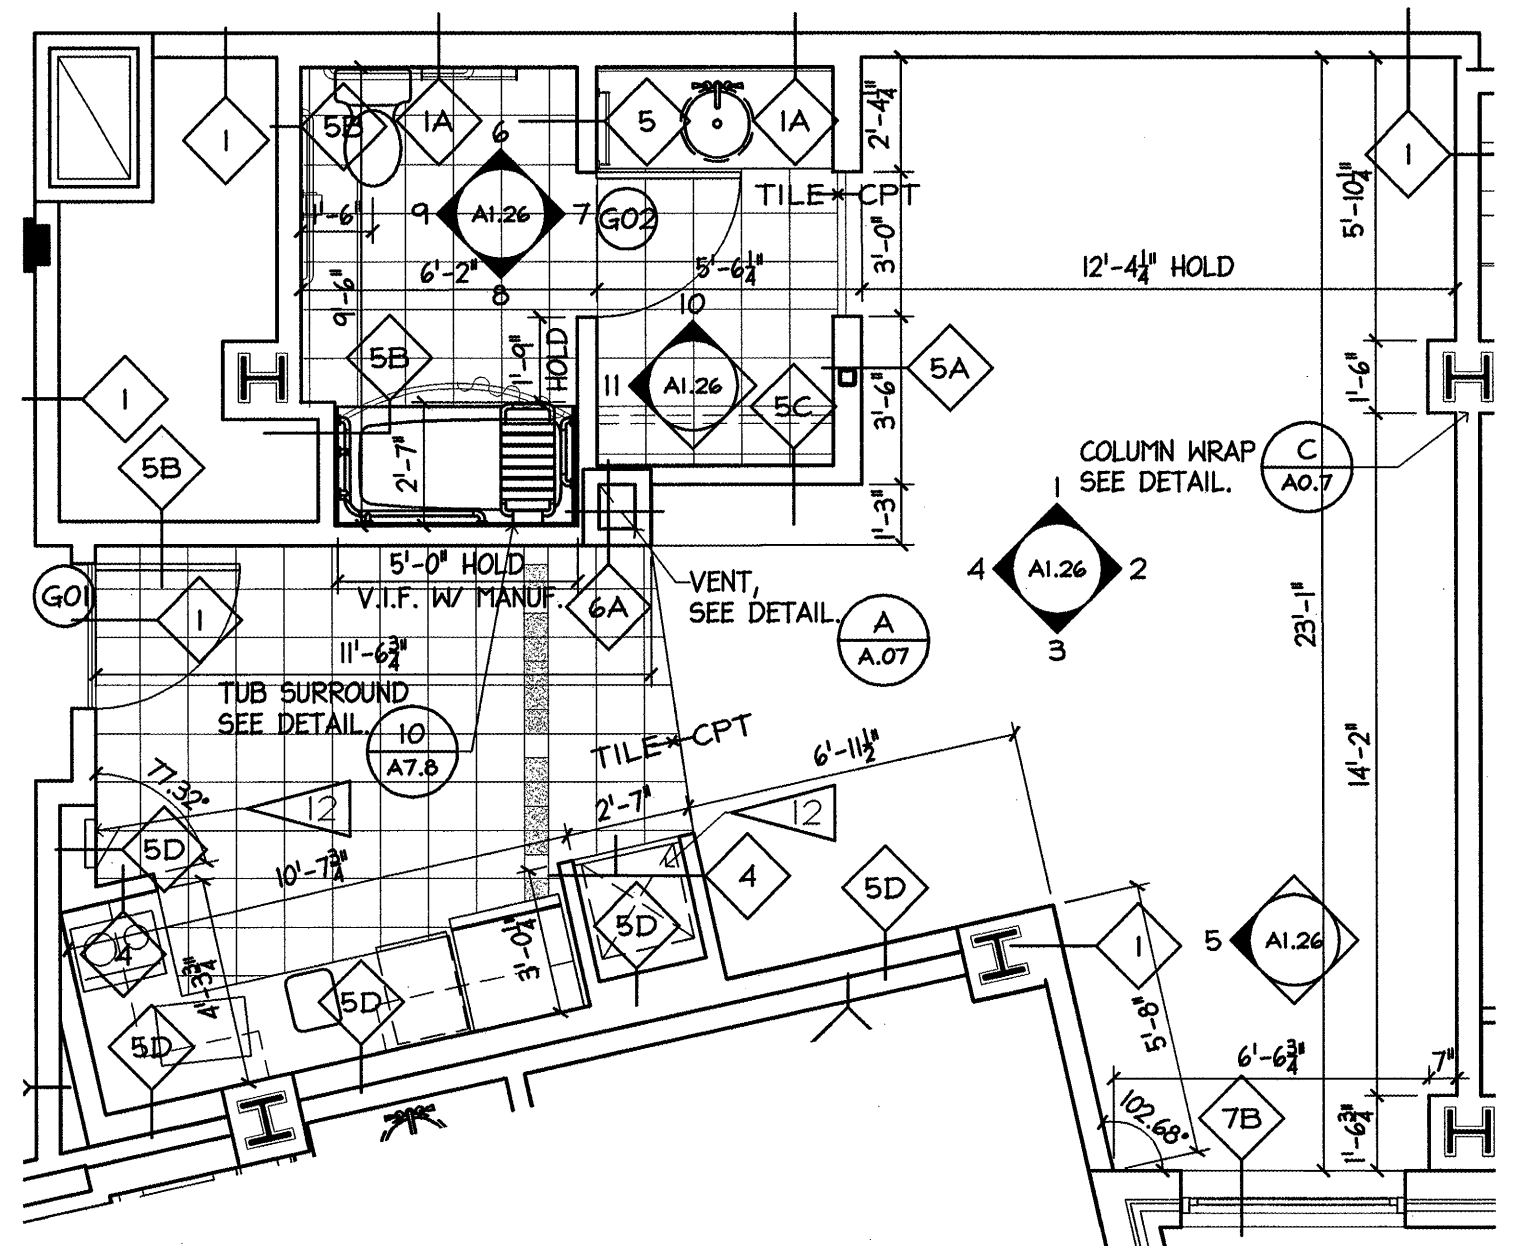 5B
1A
5
1A
1
1
6
2'-4 1/4"
TILE
CPT
1'-6"
9
A1.26
7
G02
5'-10 1/4"
3'-0"
6'-2"
5'-6 1/4"
12'-4 1/4" HOLD
8
9'-6"
10
5B
1'-9"
HOLD
11
A1.26
5C
5A
3'-6"
1'-6"
1
5B
2'-7"
COLUMN WRAP
SEE DETAIL.
C
A0.7
1'-3"
1
4
A1.26
2
3
5'-0" HOLD
V.I.F. W/ MANUF.
G01
1
6A
VENT,
SEE DETAIL.
A
A.07
23'-1"
11'-6 3/4"
TUB SURROUND
SEE DETAIL.
10
A7.8
TILE
CPT
6'-11 1/2"
14'-2"
77.32°
12
2'-7"
12
5D
10'-7 3/4"
4
5D
5D
3'-0 1/4"
4
4'-3 3/4"
1
5
A1.26
5D
5D
5'-8"
6'-6 3/4"
7"
102.68°
7B
1'-6 3/4"